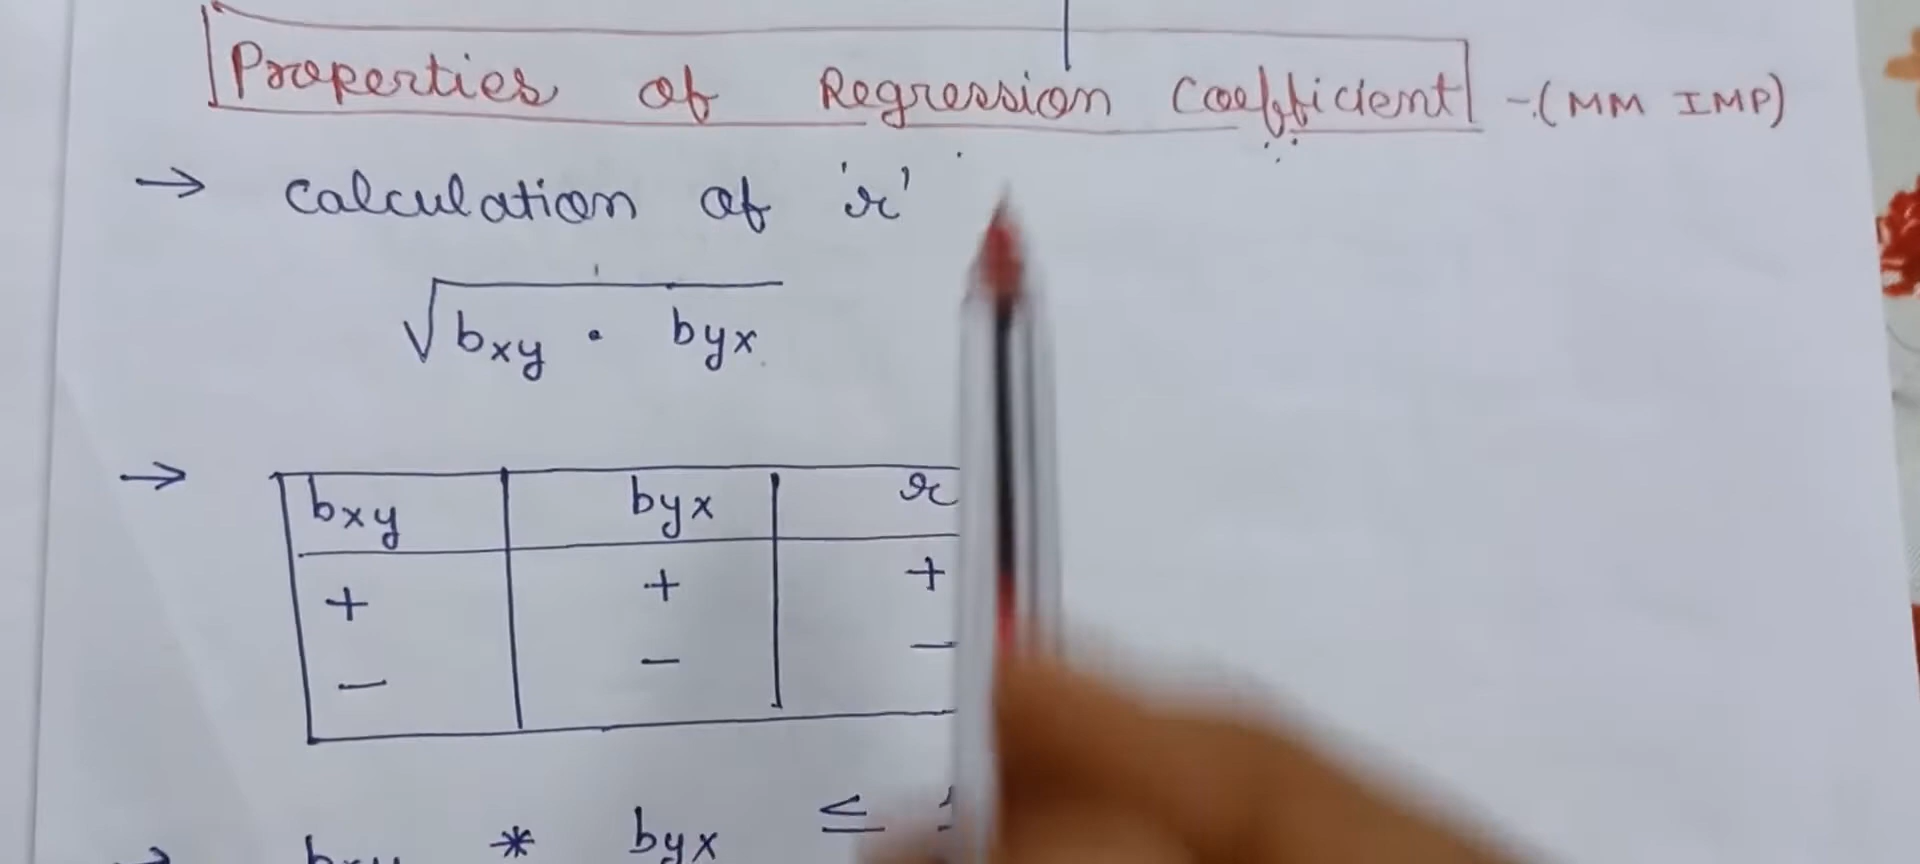 Properties of Regression Coefficient - (MM IMP)
→ Calculation of 'r'
√bxy . byx
→ bxy byx r
+ + +
- - -
* byx ≤